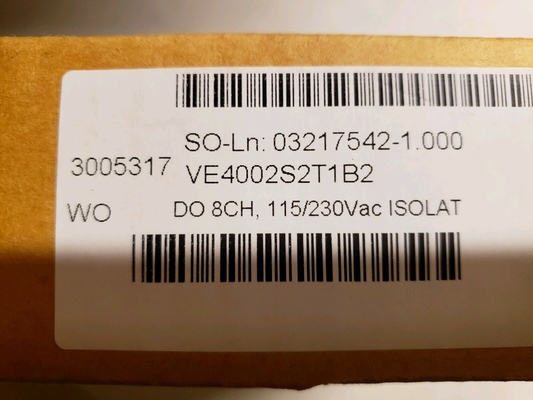 SO-Ln: 03217542-1.000
3005317 VE4002S2T1B2
WO DO 8CH, 115/230Vac ISOLAT